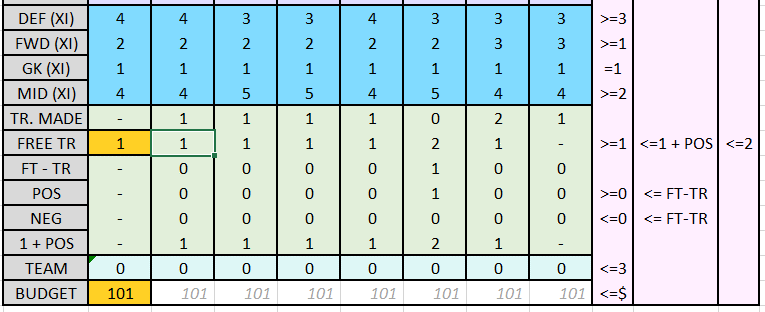 DEF (XI) 4 4 3 3 4 3 3 3 >=3
FWD (XI) 2 2 2 2 2 2 3 3 >=1
GK (XI) 1 1 1 1 1 1 1 1 =1
MID (XI) 4 4 5 5 4 5 4 4 >=2
TR. MADE - 1 1 1 1 0 2 1
FREE TR 1 1 1 1 1 2 1 - >=1 <=1 + POS <=2
FT - TR - 0 0 0 0 1 0 0
POS - 0 0 0 0 1 0 0 >=0 <= FT-TR
NEG - 0 0 0 0 0 0 0 <=0 <= FT-TR
1 + POS - 1 1 1 1 2 1 -
TEAM 0 0 0 0 0 0 0 0 <=3
BUDGET 101 101 101 101 101 101 101 101 <=$